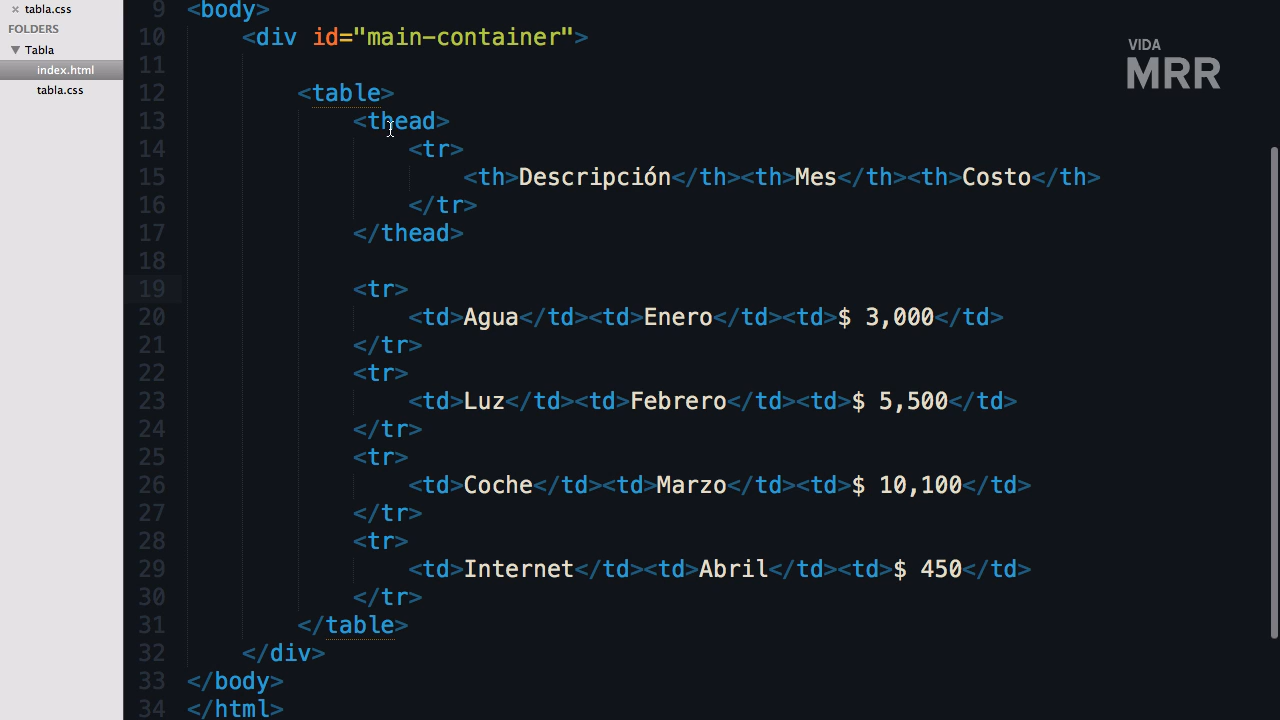 × tabla.css
FOLDERS
▼ Tabla
index.html
tabla.css
VIDA
MRR
9 <body>
10 <div id="main-container">
11
12 <table>
13 <thead>
14 <tr>
15 <th>Descripción</th><th>Mes</th><th>Costo</th>
16 </tr>
17 </thead>
18
19 <tr>
20 <td>Agua</td><td>Enero</td><td>$ 3,000</td>
21 </tr>
22 <tr>
23 <td>Luz</td><td>Febrero</td><td>$ 5,500</td>
24 </tr>
25 <tr>
26 <td>Coche</td><td>Marzo</td><td>$ 10,100</td>
27 </tr>
28 <tr>
29 <td>Internet</td><td>Abril</td><td>$ 450</td>
30 </tr>
31 </table>
32 </div>
33 </body>
34 </html>